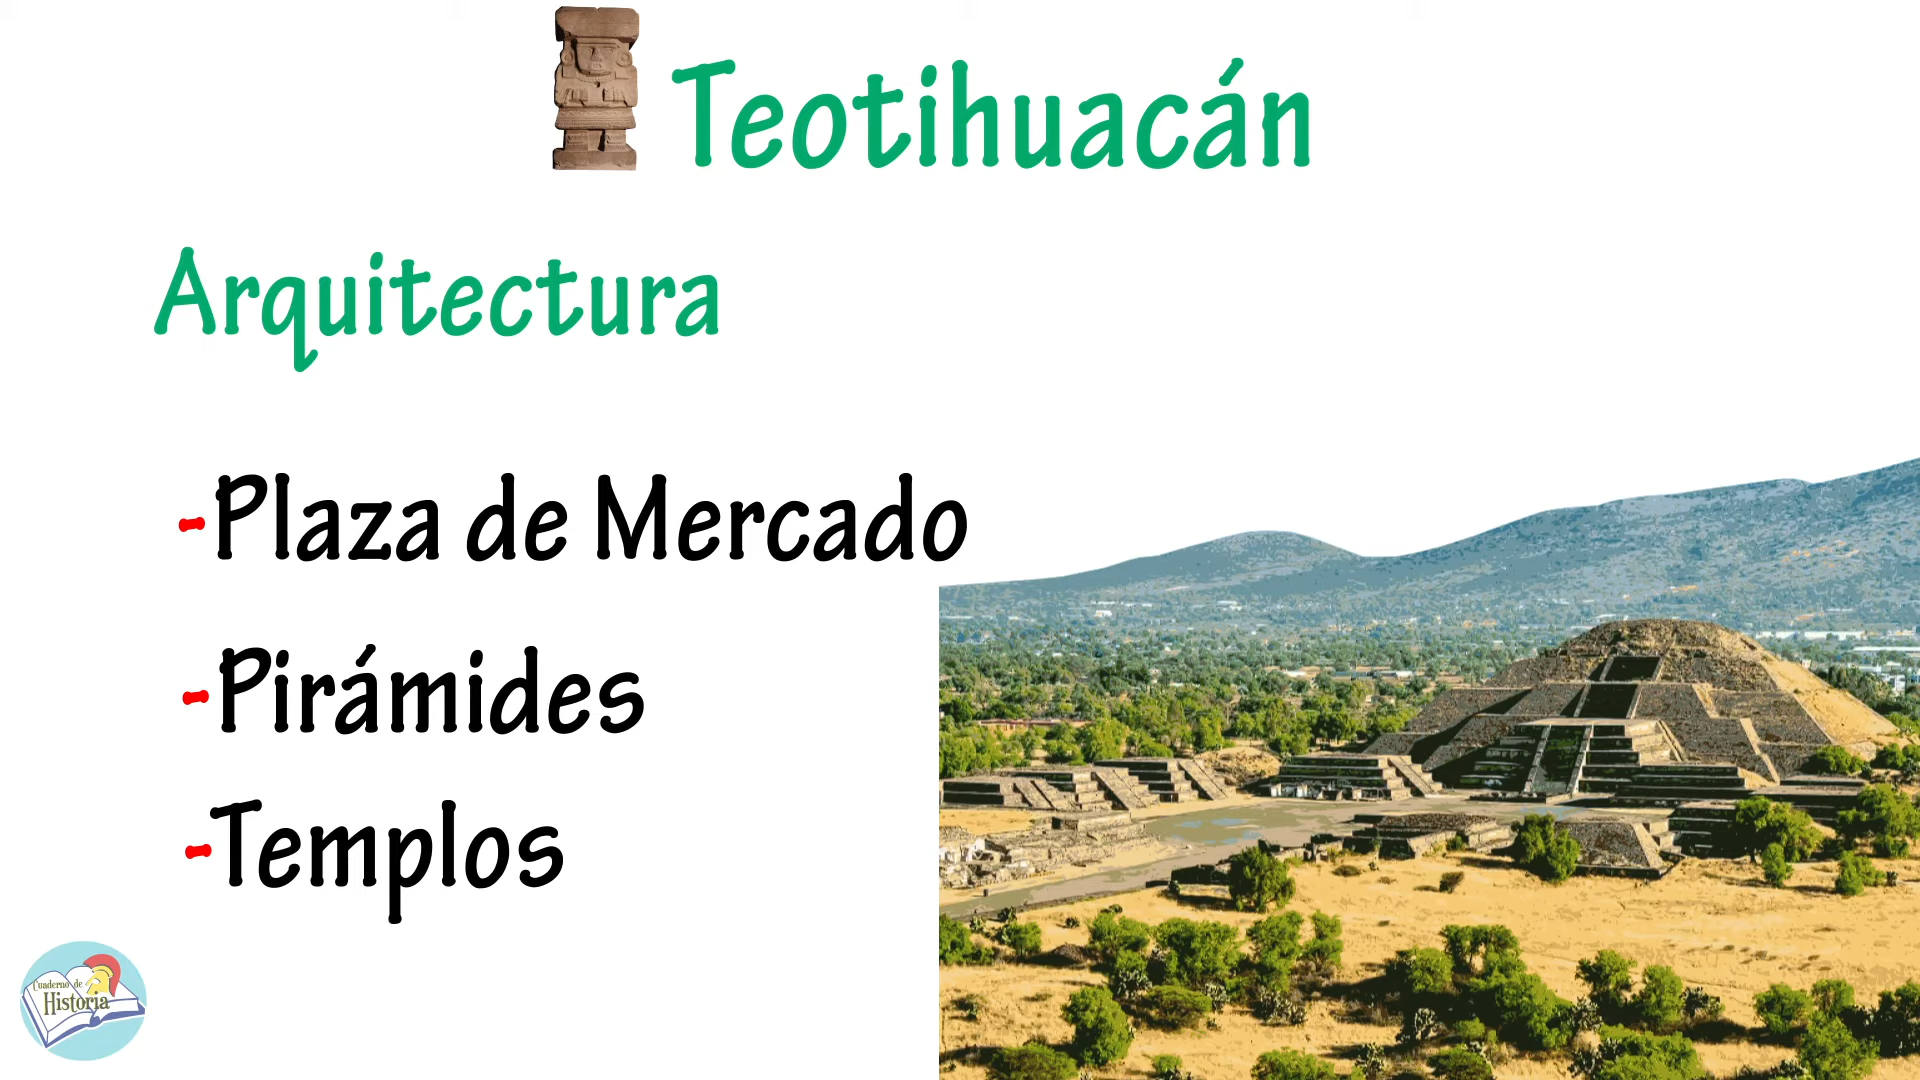 Teotihuacán
Arquitectura
-Plaza de Mercado
-Pirámides
-Templos
Cuaderno de
Historia